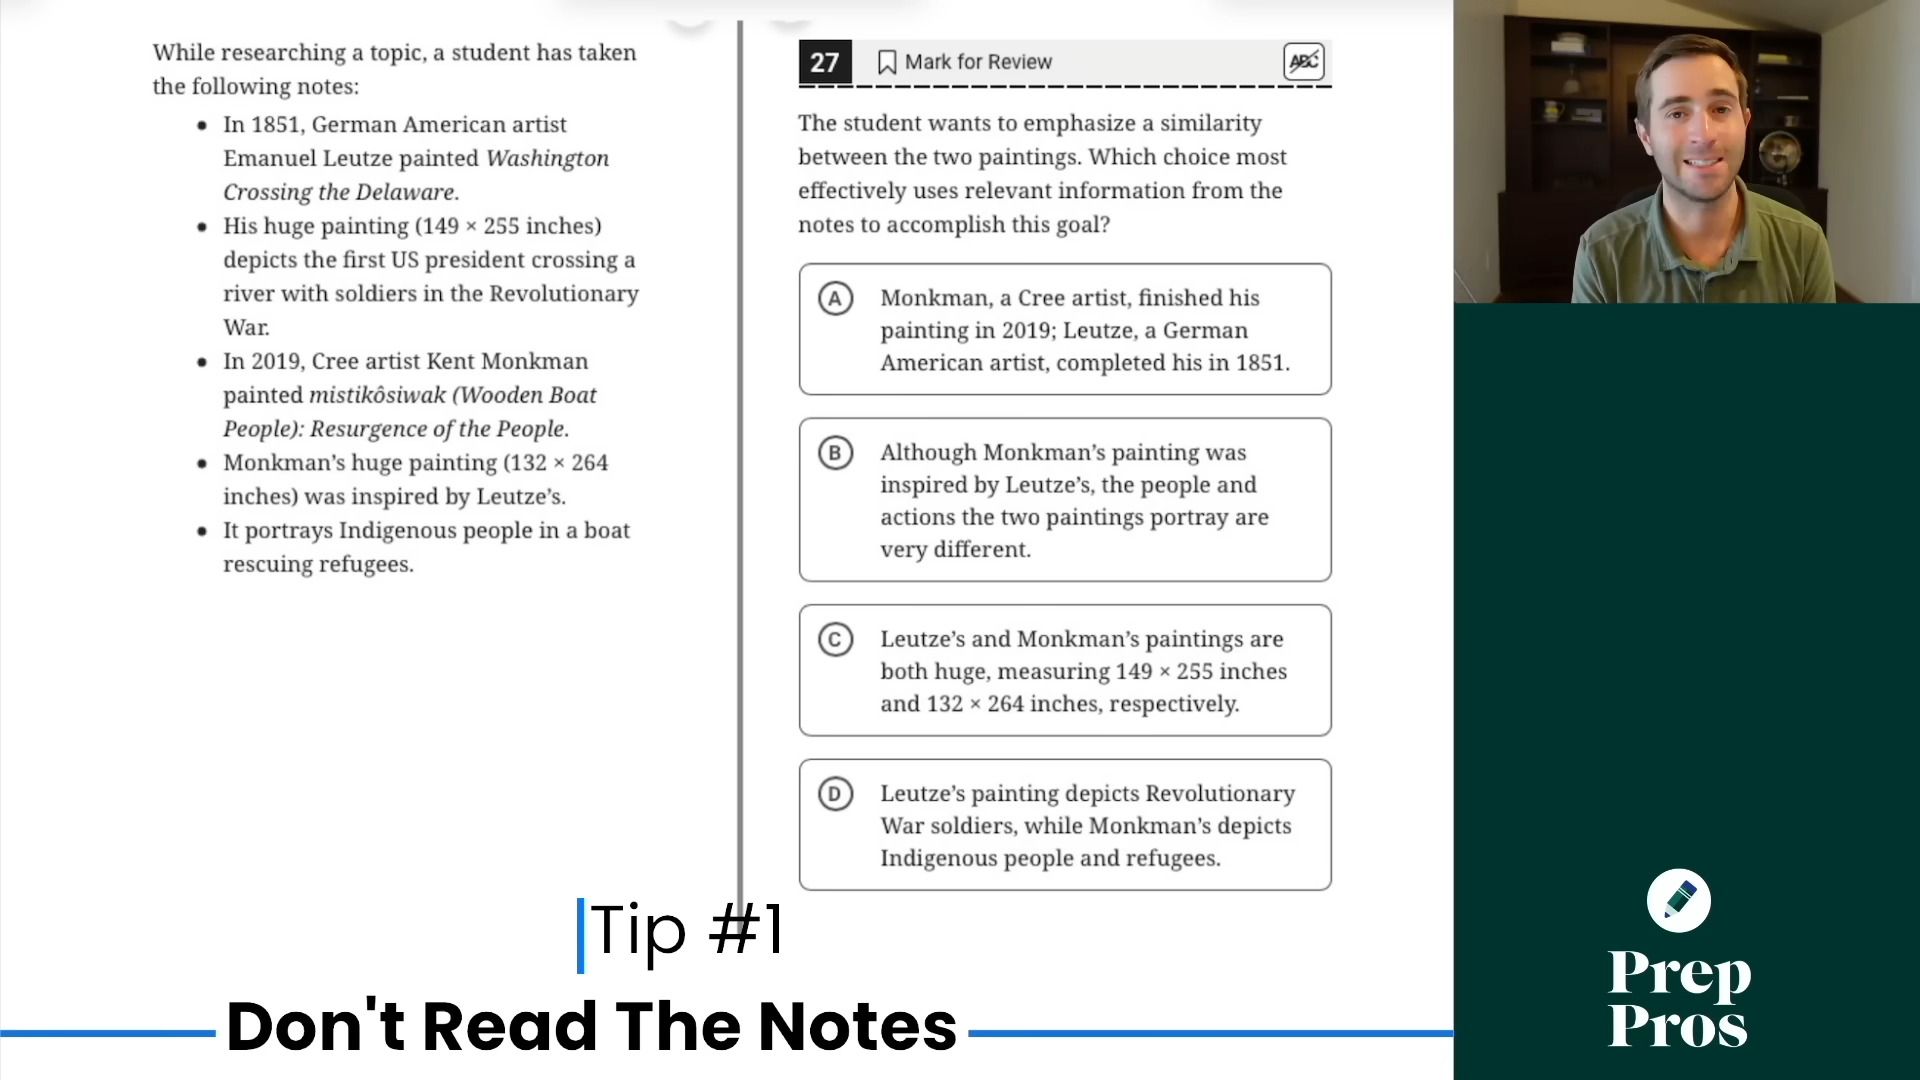 While researching a topic, a student has taken
the following notes:
• In 1851, German American artist
Emanuel Leutze painted Washington
Crossing the Delaware.
• His huge painting (149 × 255 inches)
depicts the first US president crossing a
river with soldiers in the Revolutionary
War.
• In 2019, Cree artist Kent Monkman
painted mistikôsiwak (Wooden Boat
People): Resurgence of the People.
• Monkman’s huge painting (132 × 264
inches) was inspired by Leutze’s.
• It portrays Indigenous people in a boat
rescuing refugees.
27 Mark for Review ABC
The student wants to emphasize a similarity
between the two paintings. Which choice most
effectively uses relevant information from the
notes to accomplish this goal?
A Monkman, a Cree artist, finished his
painting in 2019; Leutze, a German
American artist, completed his in 1851.
B Although Monkman’s painting was
inspired by Leutze’s, the people and
actions the two paintings portray are
very different.
C Leutze’s and Monkman’s paintings are
both huge, measuring 149 × 255 inches
and 132 × 264 inches, respectively.
D Leutze’s painting depicts Revolutionary
War soldiers, while Monkman’s depicts
Indigenous people and refugees.
Tip #1
Don't Read The Notes
Prep
Pros